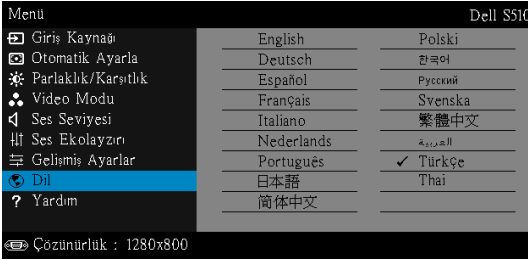 Menü Dell S510
Giriş Kaynağı
Otomatik Ayarla
Parlaklık/Karşıtlık
Video Modu
Ses Seviyesi
Ses Ekolayzırı
Gelişmiş Ayarlar
Dil
Yardım
English Polski
Deutsch 한국어
Español Русский
Français Svenska
Italiano 繁體中文
Nederlands العربية
Português ✓ Türkçe
日本語 Thai
简体中文
Çözünürlük : 1280x800